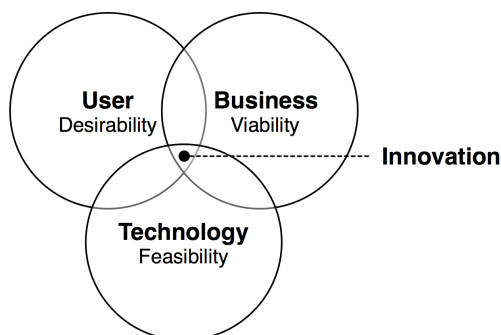 User
Desirability
Business
Viability
Innovation
Technology
Feasibility